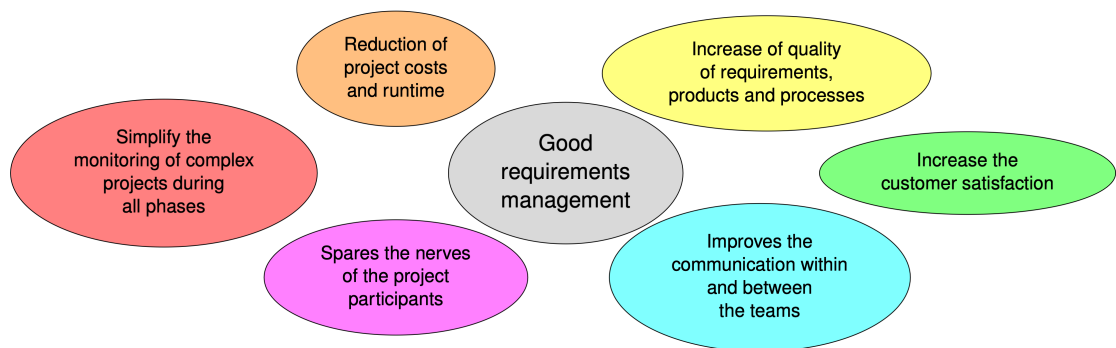 Reduction of
project costs
and runtime
Increase of quality
of requirements,
products and processes
Simplify the
monitoring of complex
projects during
all phases
Good
requirements
management
Increase the
customer satisfaction
Spares the nerves
of the project
participants
Improves the
communication within
and between
the teams